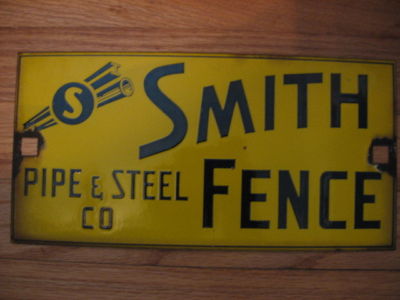 S SMITH
PIPE & STEEL FENCE
CO